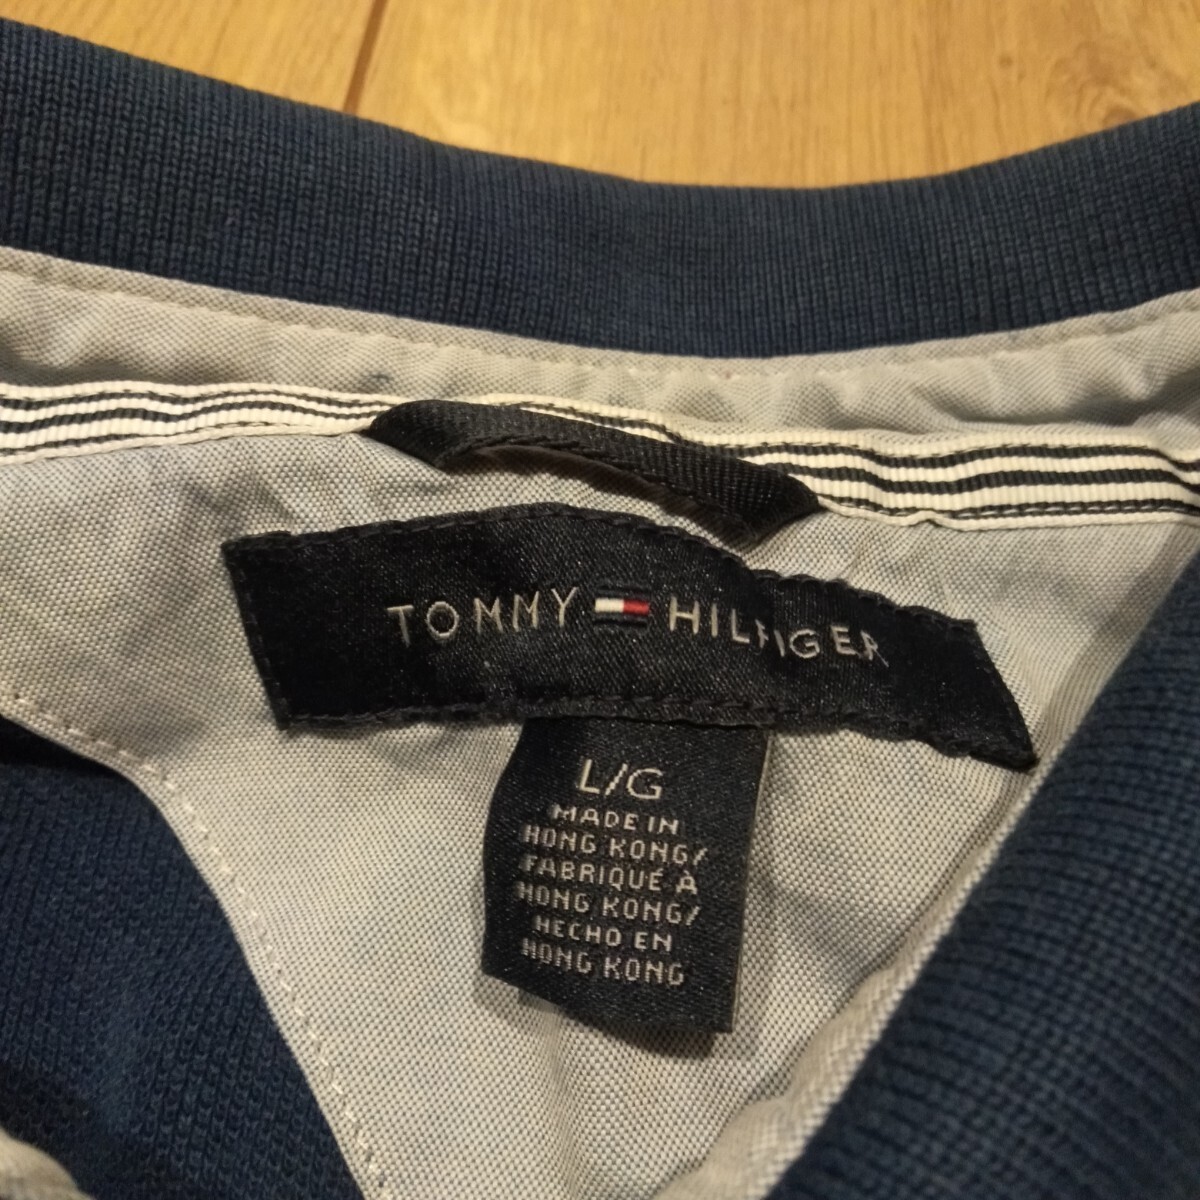 TOMMY HILFIGER
L/G
MADE IN
HONG KONG/
FABRIQUÉ À
HONG KONG/
HECHO EN
HONG KONG